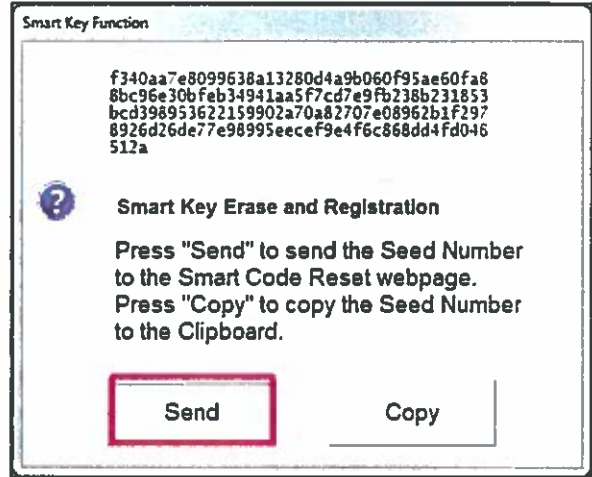 Smart Key Function
f340aa7e8099638a13280d4a9b060f95ae60fa68
8bc96e30bfeb34941aa5f7cd7e9fb238b231853
bcd398953622159902a70a82707e08962b1f297
8926d26de77e98995eecef9e4f6c868dd4fd046
512a
Smart Key Erase and Registration
Press "Send" to send the Seed Number
to the Smart Code Reset webpage.
Press "Copy" to copy the Seed Number
to the Clipboard.
Send
Copy